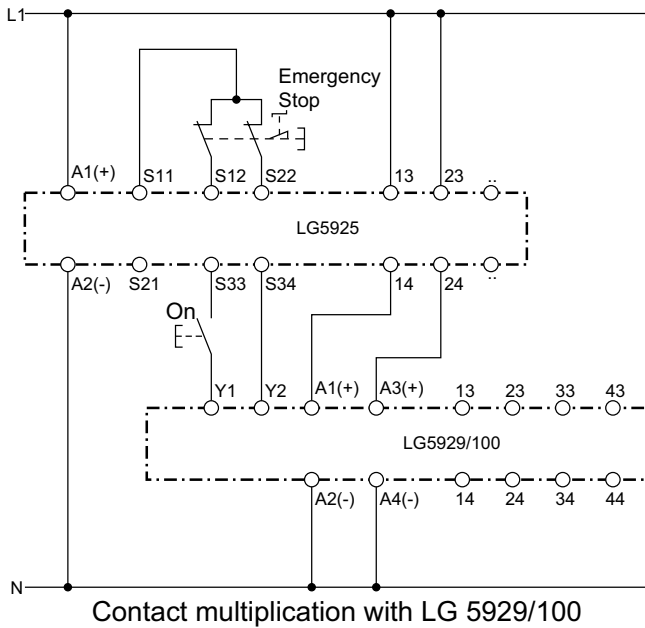 L1
Emergency
Stop
A1(+) S11 S12 S22 13 23 ..
LG5925
A2(-) S21 S33 S34 14 24 ..
On
Y1 Y2 A1(+) A3(+) 13 23 33 43
LG5929/100
A2(-) A4(-) 14 24 34 44
N
Contact multiplication with LG 5929/100